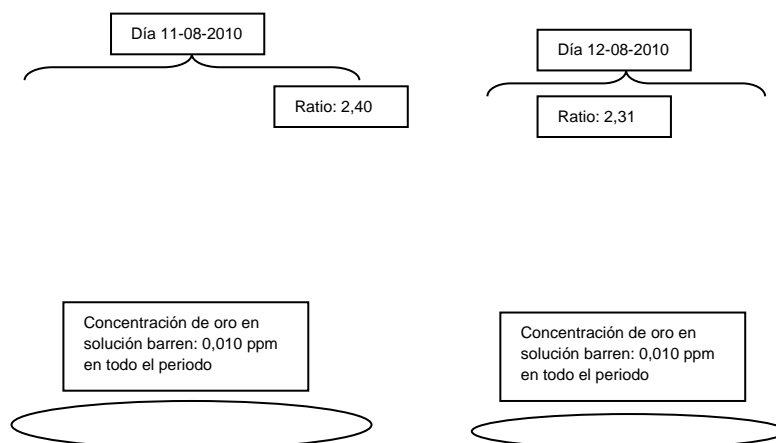 Día 11-08-2010
Ratio: 2,40
Concentración de oro en
solución barren: 0,010 ppm
en todo el periodo
Día 12-08-2010
Ratio: 2,31
Concentración de oro en
solución barren: 0,010 ppm
en todo el periodo